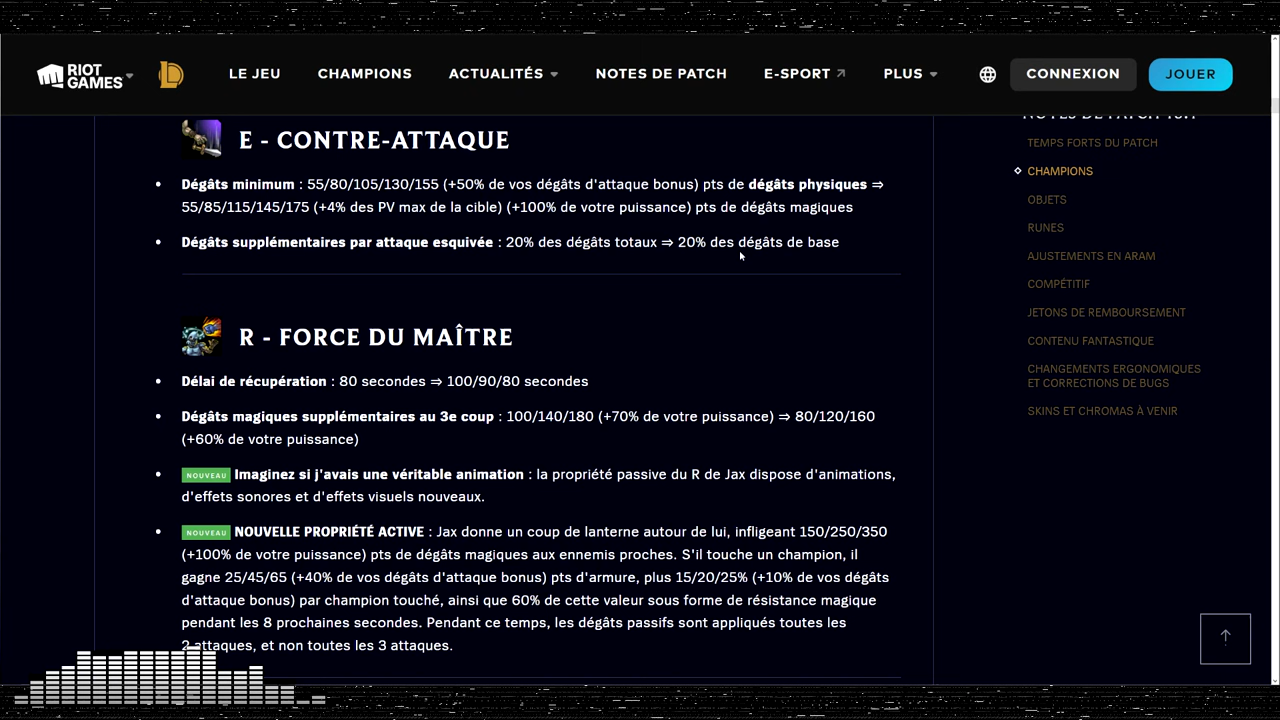 RIOT GAMES
LE JEU
CHAMPIONS
ACTUALITÉS
NOTES DE PATCH
E-SPORT
PLUS
CONNEXION
JOUER
E - CONTRE-ATTAQUE
• Dégâts minimum : 55/80/105/130/155 (+50% de vos dégâts d'attaque bonus) pts de dégâts physiques ⇒
55/85/115/145/175 (+4% des PV max de la cible) (+100% de votre puissance) pts de dégâts magiques
• Dégâts supplémentaires par attaque esquivée : 20% des dégâts totaux ⇒ 20% des dégâts de base
R - FORCE DU MAÎTRE
• Délai de récupération : 80 secondes ⇒ 100/90/80 secondes
• Dégâts magiques supplémentaires au 3e coup : 100/140/180 (+70% de votre puissance) ⇒ 80/120/160
(+60% de votre puissance)
• NOUVEAU Imaginez si j'avais une véritable animation : la propriété passive du R de Jax dispose d'animations,
d'effets sonores et d'effets visuels nouveaux.
• NOUVEAU NOUVELLE PROPRIÉTÉ ACTIVE : Jax donne un coup de lanterne autour de lui, infligeant 150/250/350
(+100% de votre puissance) pts de dégâts magiques aux ennemis proches. S'il touche un champion, il
gagne 25/45/65 (+40% de vos dégâts d'attaque bonus) pts d'armure, plus 15/20/25% (+10% de vos dégâts
d'attaque bonus) par champion touché, ainsi que 60% de cette valeur sous forme de résistance magique
pendant les 8 prochaines secondes. Pendant ce temps, les dégâts passifs sont appliqués toutes les
2 attaques, et non toutes les 3 attaques.
NOTES DE PATCH
TEMPS FORTS DU PATCH
CHAMPIONS
OBJETS
RUNES
AJUSTEMENTS EN ARAM
COMPÉTITIF
JETONS DE REMBOURSEMENT
CONTENU FANTASTIQUE
CHANGEMENTS ERGONOMIQUES
ET CORRECTIONS DE BUGS
SKINS ET CHROMAS À VENIR